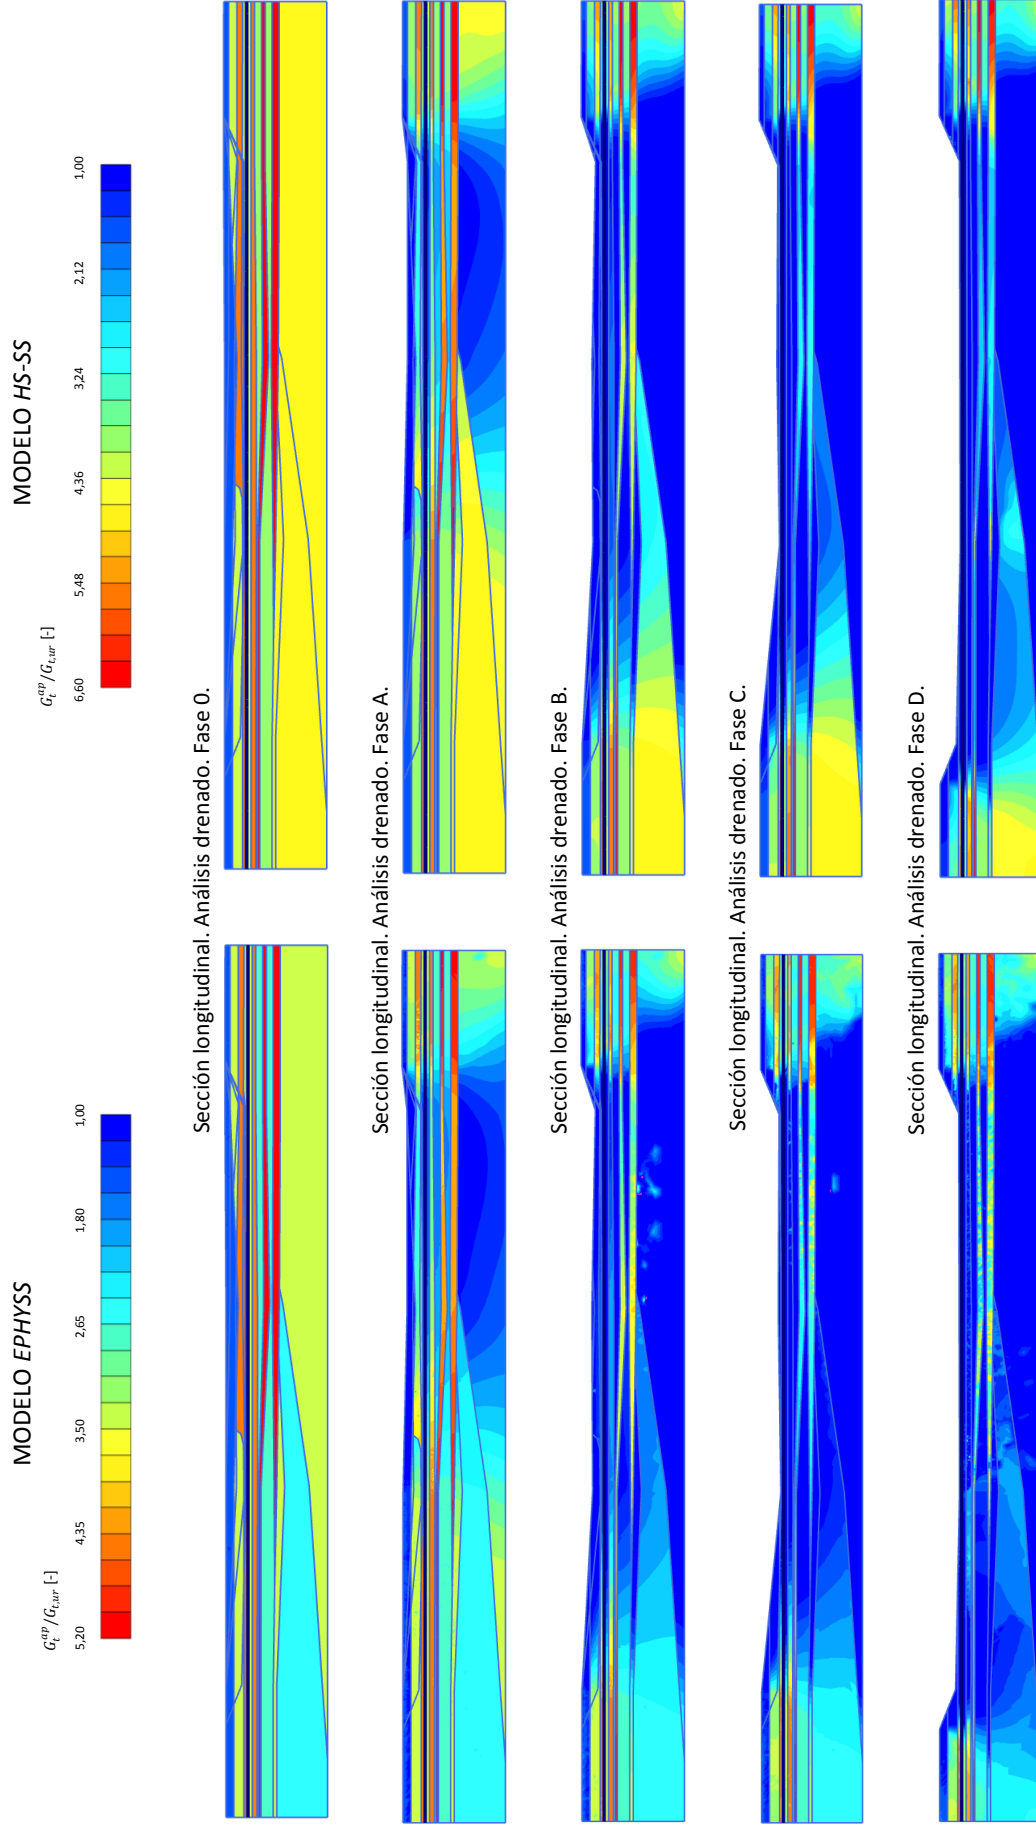 MODELO EPHYSS
MODELO HS-SS
G_t^{ap}/G_{t,ur} [-]
5,20 4,35 3,50 2,65 1,80 1,00
G_t^{ap}/G_{t,ur} [-]
6,60 5,48 4,36 3,24 2,12 1,00
Sección longitudinal. Análisis drenado. Fase 0.
Sección longitudinal. Análisis drenado. Fase A.
Sección longitudinal. Análisis drenado. Fase B.
Sección longitudinal. Análisis drenado. Fase C.
Sección longitudinal. Análisis drenado. Fase D.